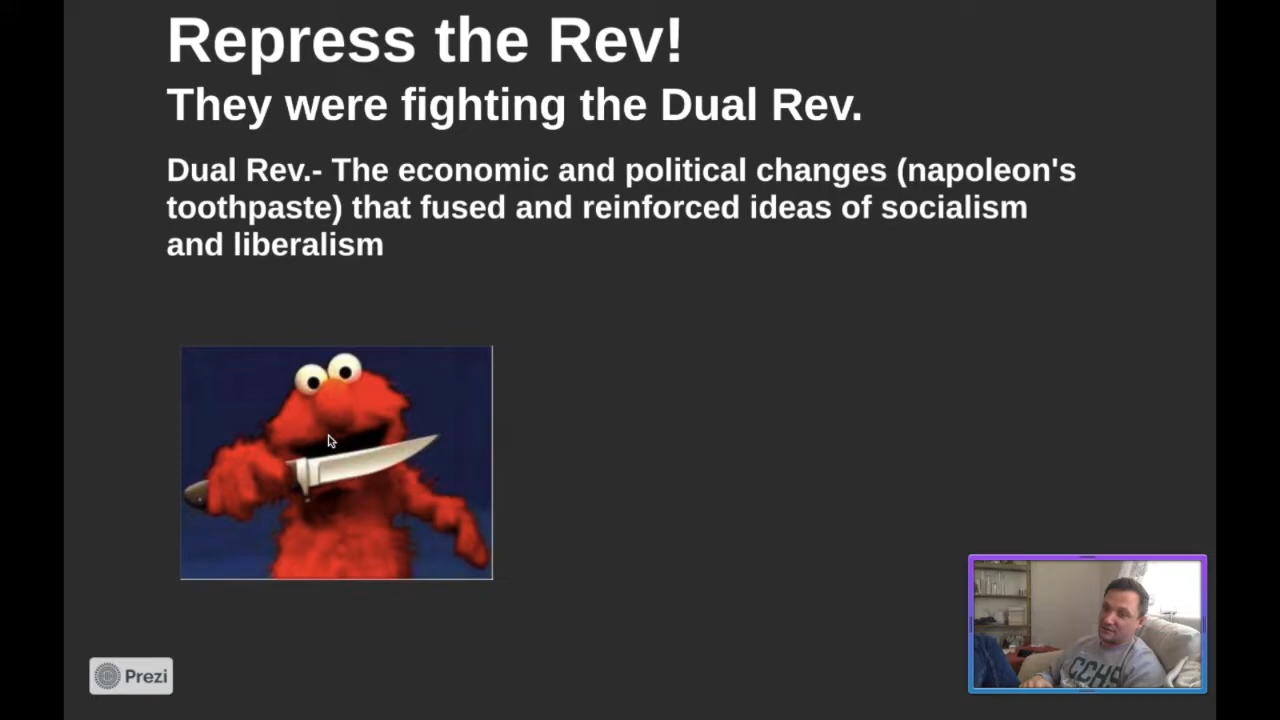 Repress the Rev!
They were fighting the Dual Rev.
Dual Rev.- The economic and political changes (napoleon's
toothpaste) that fused and reinforced ideas of socialism
and liberalism
CCHS
Prezi